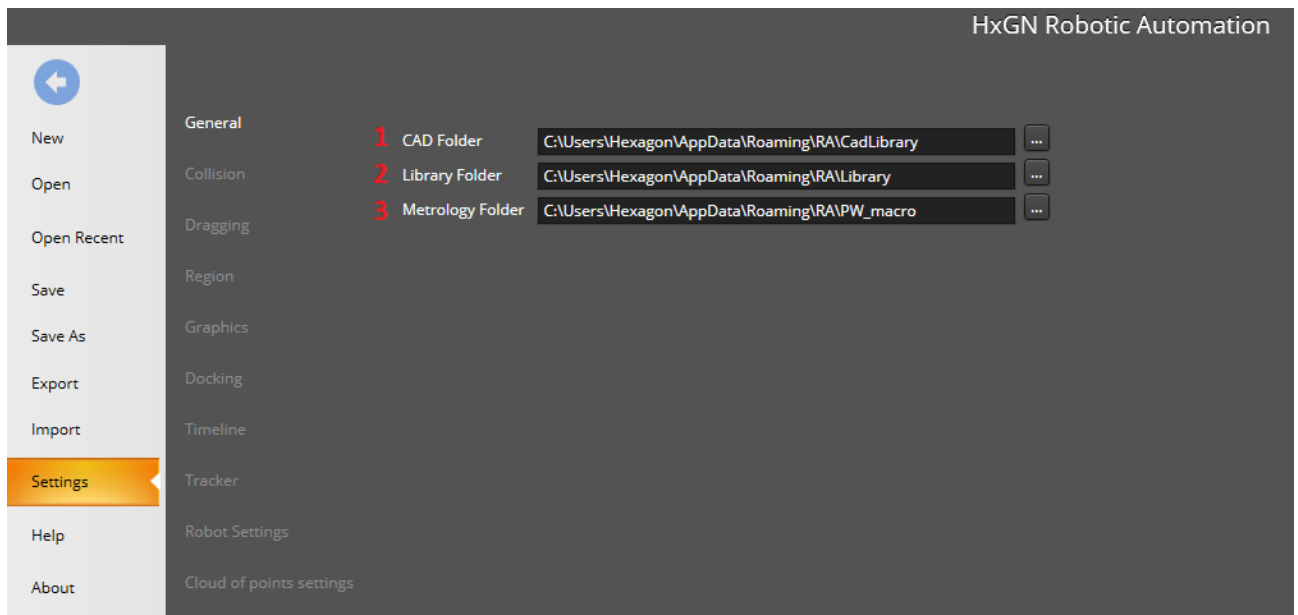 HxGN Robotic Automation
New
Open
Open Recent
Save
Save As
Export
Import
Settings
Help
About
General
Collision
Dragging
Region
Graphics
Docking
Timeline
Tracker
Robot Settings
Cloud of points settings
1 CAD Folder C:\Users\Hexagon\AppData\Roaming\RA\CadLibrary ...
2 Library Folder C:\Users\Hexagon\AppData\Roaming\RA\Library ...
3 Metrology Folder C:\Users\Hexagon\AppData\Roaming\RA\PW_macro ...